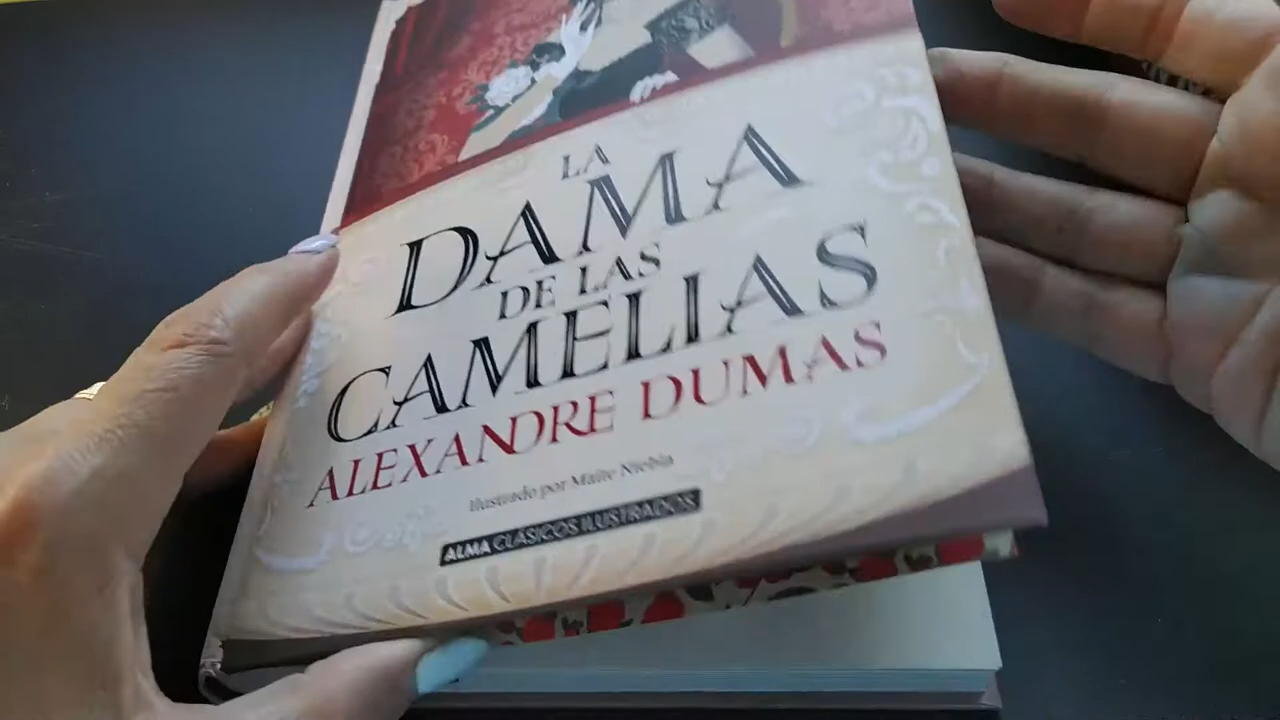 LA
DAMA
DE LAS
CAMELIAS
ALEXANDRE DUMAS
Ilustrado por Maite Niebla
ALMA CLÁSICOS ILUSTRADOS